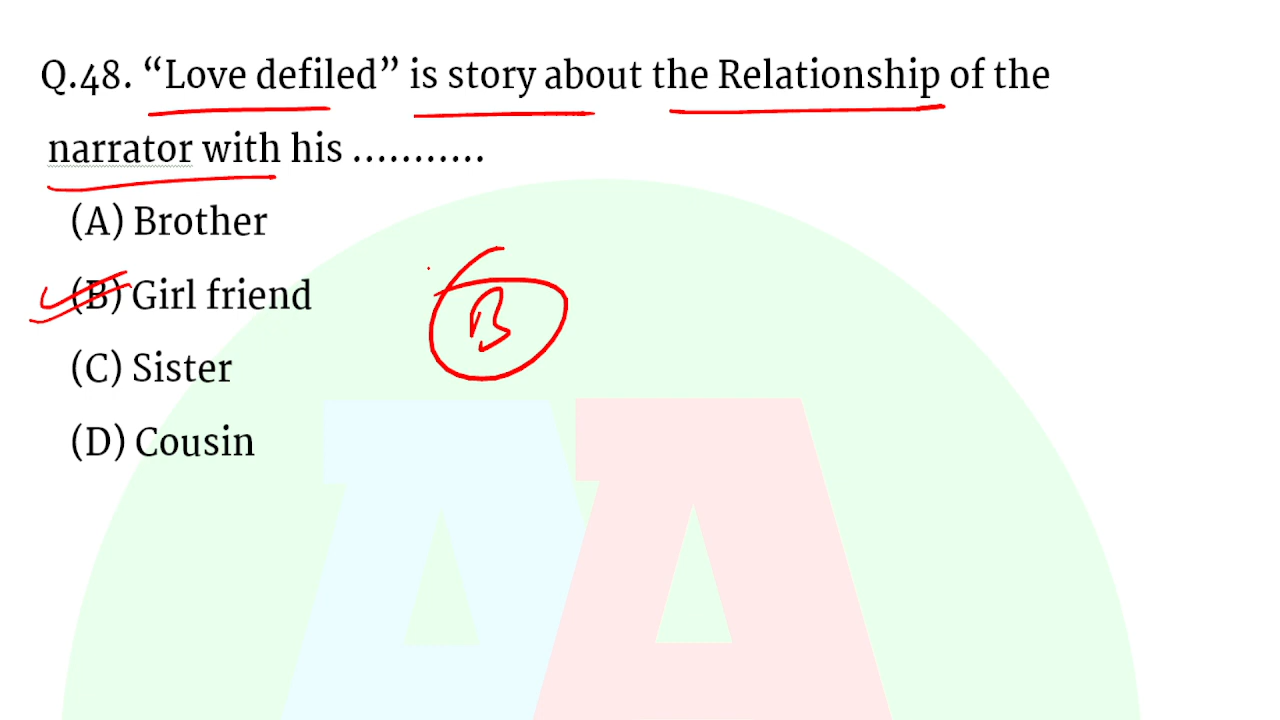 Q.48. “Love defiled” is story about the Relationship of the
narrator with his ...........
(A) Brother
(B) Girl friend
B
(C) Sister
(D) Cousin